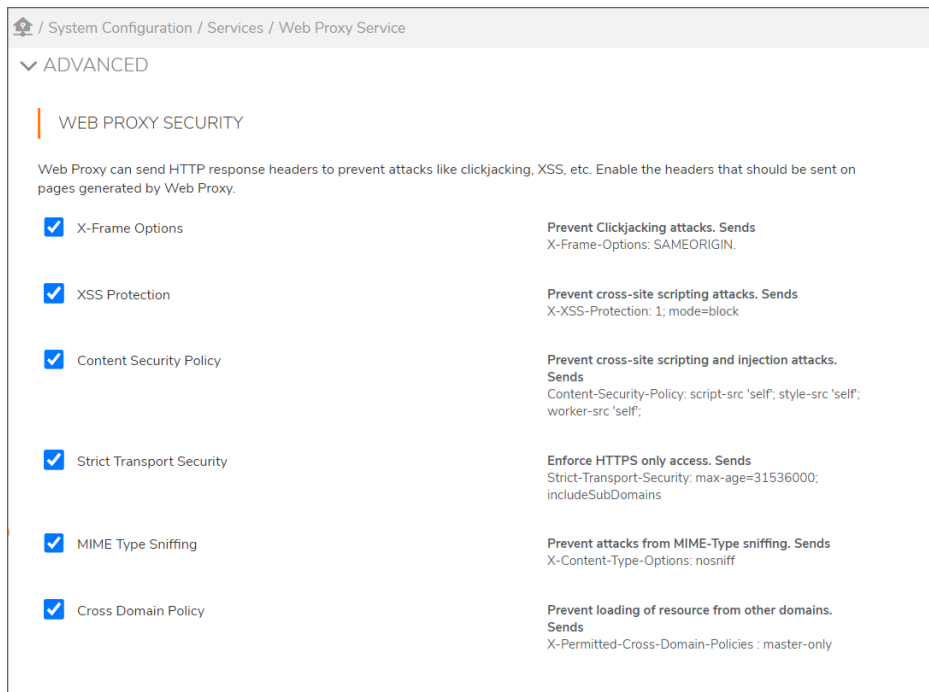 / System Configuration / Services / Web Proxy Service
ADVANCED
WEB PROXY SECURITY
Web Proxy can send HTTP response headers to prevent attacks like clickjacking, XSS, etc. Enable the headers that should be sent on
pages generated by Web Proxy.
X-Frame Options
Prevent Clickjacking attacks. Sends
X-Frame-Options: SAMEORIGIN.
XSS Protection
Prevent cross-site scripting attacks. Sends
X-XSS-Protection: 1; mode=block
Content Security Policy
Prevent cross-site scripting and injection attacks.
Sends
Content-Security-Policy: script-src 'self'; style-src 'self';
worker-src 'self';
Strict Transport Security
Enforce HTTPS only access. Sends
Strict-Transport-Security: max-age=31536000;
includeSubDomains
MIME Type Sniffing
Prevent attacks from MIME-Type sniffing. Sends
X-Content-Type-Options: nosniff
Cross Domain Policy
Prevent loading of resource from other domains.
Sends
X-Permitted-Cross-Domain-Policies : master-only